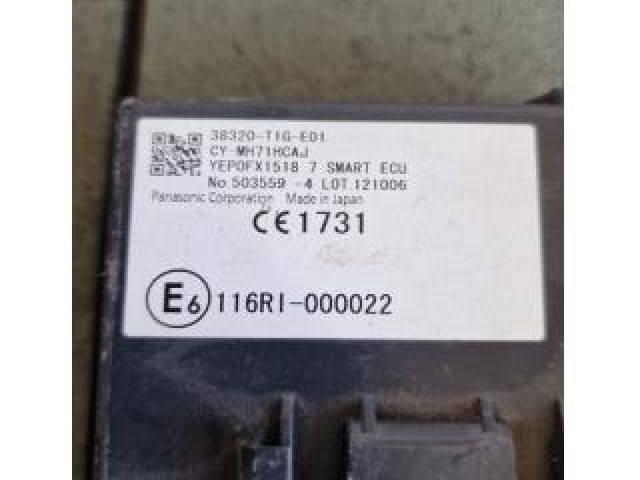 38320-T1G-E01
CY-MH71HCAJ
YEP0FX1518 7 SMART ECU
No 503559 -4 LOT 121006
Panasonic Corporation Made in Japan
CE1731
E6 116RI-000022